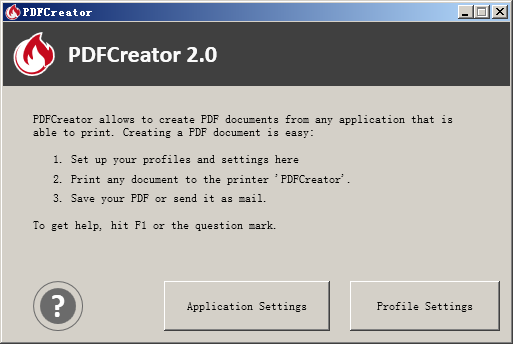 PDFCreator
PDFCreator 2.0
PDFCreator allows to create PDF documents from any application that is
able to print. Creating a PDF document is easy:
1. Set up your profiles and settings here
2. Print any document to the printer 'PDFCreator'.
3. Save your PDF or send it as mail.
To get help, hit F1 or the question mark.
?
Application Settings
Profile Settings